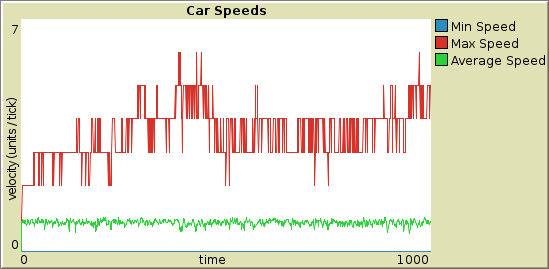 Car Speeds
7
velocity (units / tick)
0
0
time
1000
Min Speed
Max Speed
Average Speed